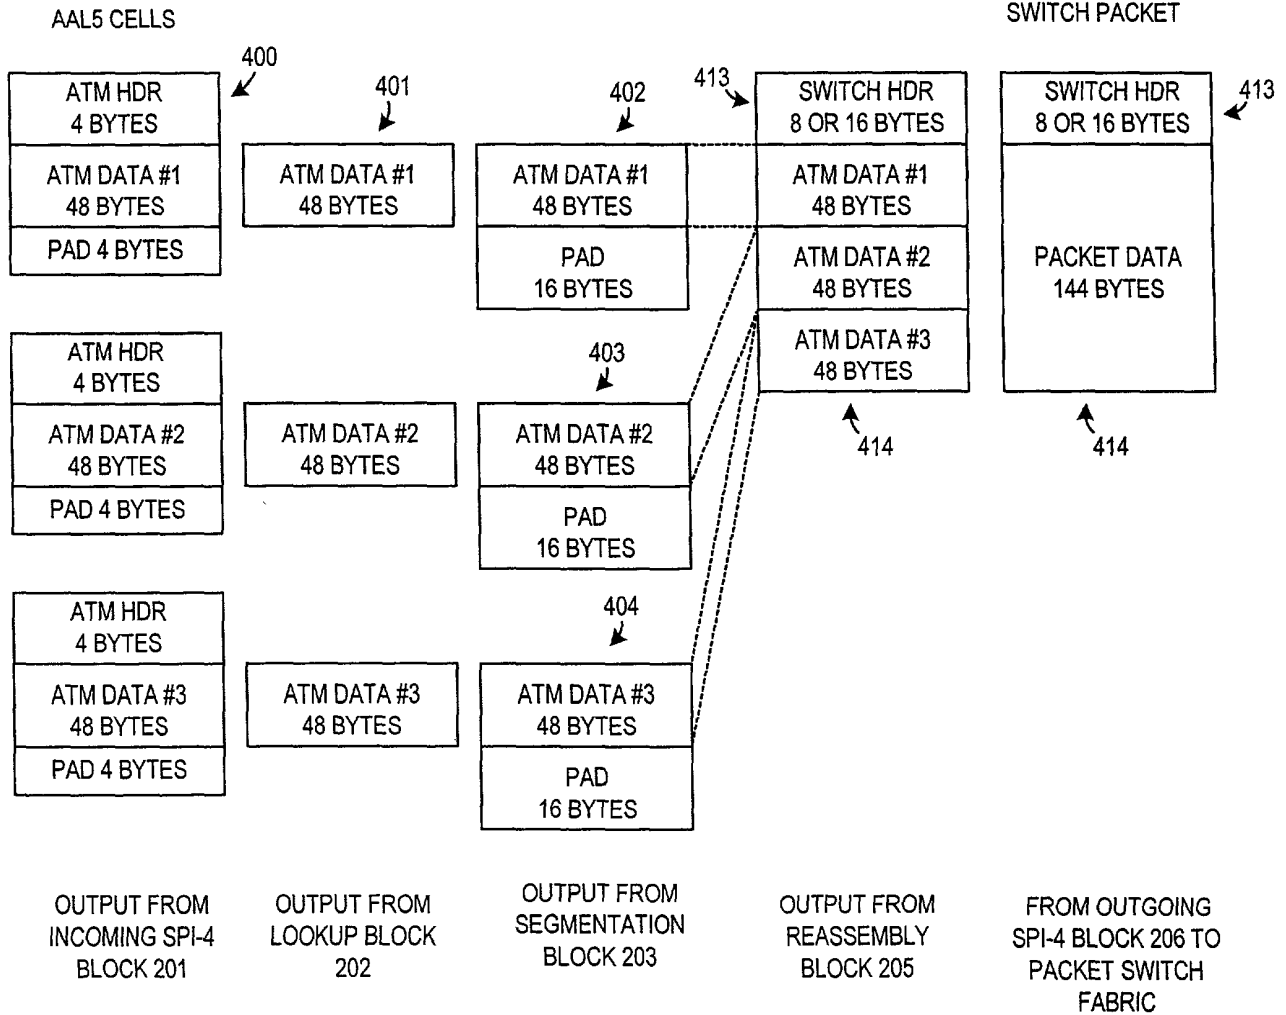 AAL5 CELLS
SWITCH PACKET
400
ATM HDR
4 BYTES
ATM DATA #1
48 BYTES
PAD 4 BYTES
401
ATM DATA #1
48 BYTES
402
ATM DATA #1
48 BYTES
PAD
16 BYTES
413
SWITCH HDR
8 OR 16 BYTES
ATM DATA #1
48 BYTES
ATM DATA #2
48 BYTES
ATM DATA #3
48 BYTES
414
413
SWITCH HDR
8 OR 16 BYTES
PACKET DATA
144 BYTES
414
ATM HDR
4 BYTES
ATM DATA #2
48 BYTES
PAD 4 BYTES
ATM DATA #2
48 BYTES
403
ATM DATA #2
48 BYTES
PAD
16 BYTES
ATM HDR
4 BYTES
ATM DATA #3
48 BYTES
PAD 4 BYTES
ATM DATA #3
48 BYTES
404
ATM DATA #3
48 BYTES
PAD
16 BYTES
OUTPUT FROM
INCOMING SPI-4
BLOCK 201
OUTPUT FROM
LOOKUP BLOCK
202
OUTPUT FROM
SEGMENTATION
BLOCK 203
OUTPUT FROM
REASSEMBLY
BLOCK 205
FROM OUTGOING
SPI-4 BLOCK 206 TO
PACKET SWITCH
FABRIC